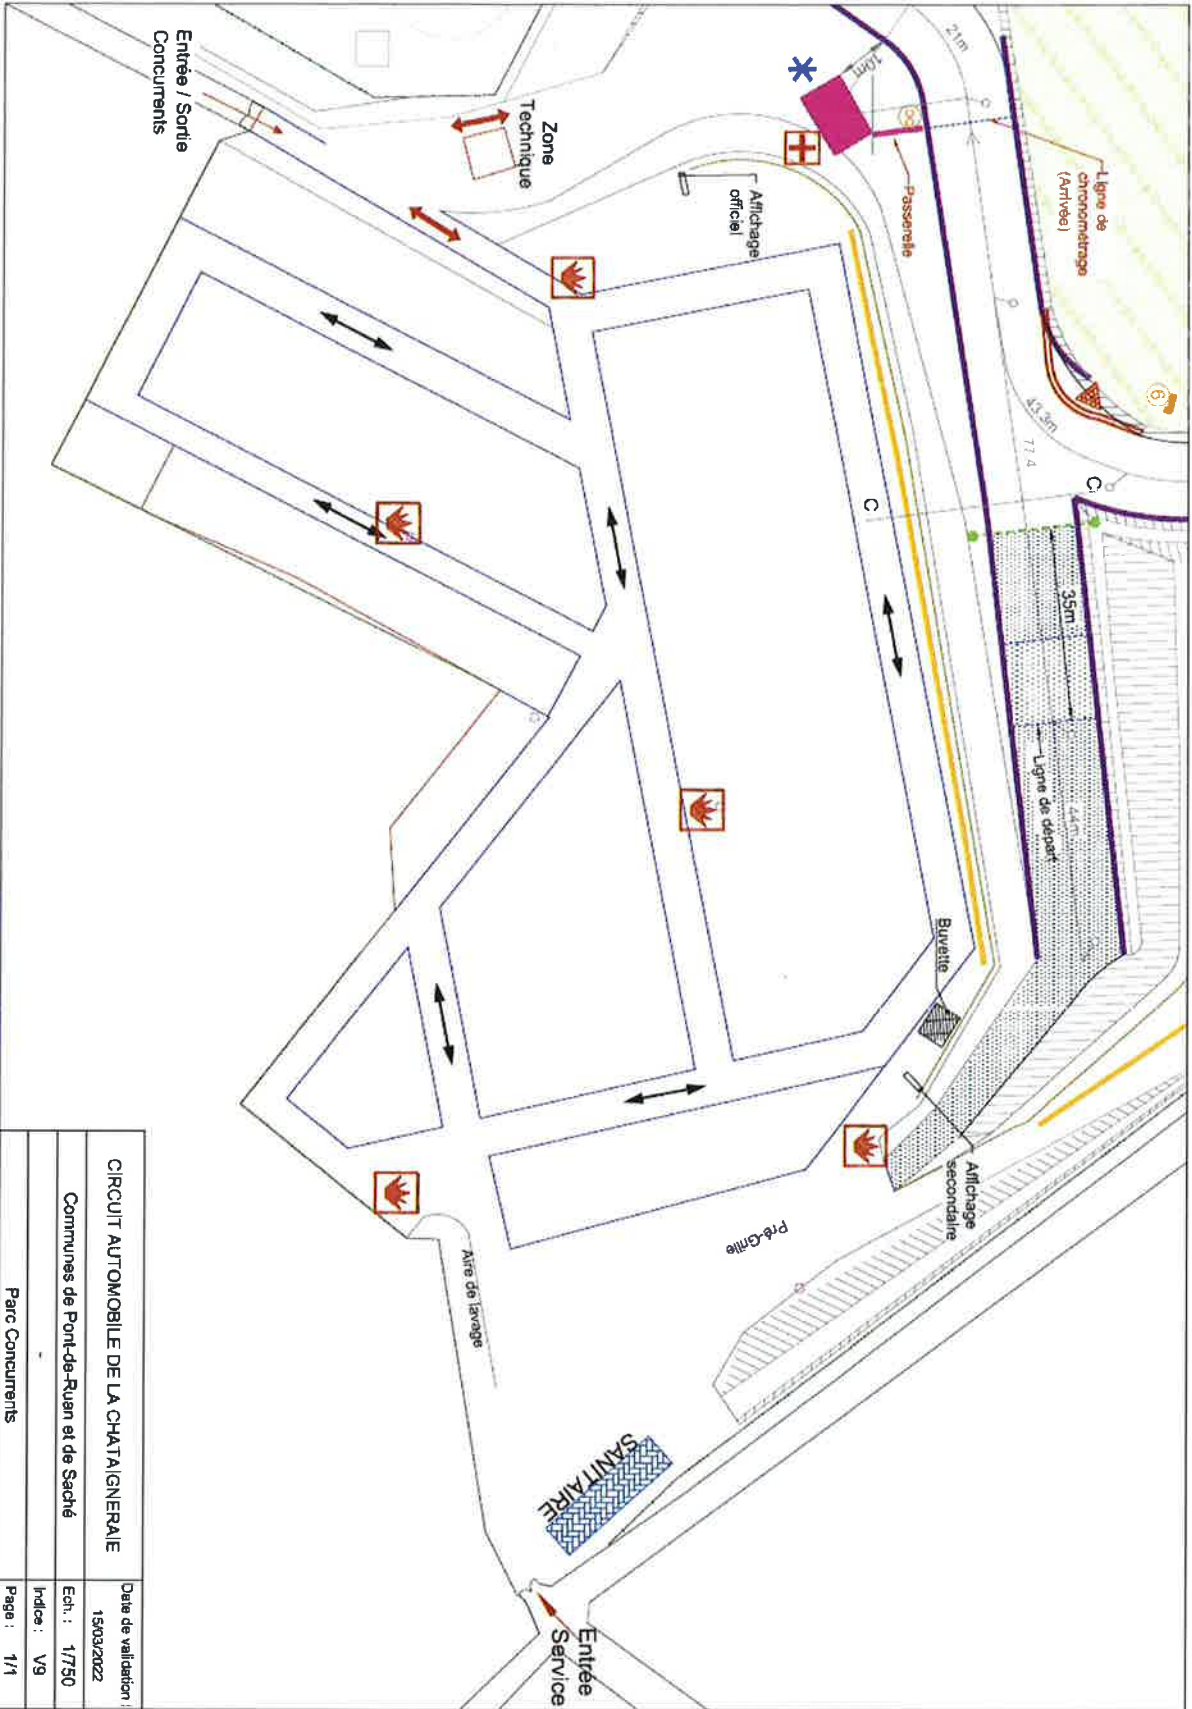 Entrée / Sortie
Concurrents
Zone
Technique
Affichage
officiel
10m
21m
Passerelle
Ligne de
chronométrage
(Arrivée)
6
43.3m
77.4
C
C
35m
Ligne de départ
44m
Buvette
Affichage
secondaire
Pré-Grille
Aire de lavage
SANITAIRE
Entrée
Service
CIRCUIT AUTOMOBILE DE LA CHATAIGNERAIE
Communes de Pont-de-Ruan et de Saché
-
Parc Concurrents
Date de validation :
15/03/2022
Ech. : 1/750
Indice : V9
Page : 1/1